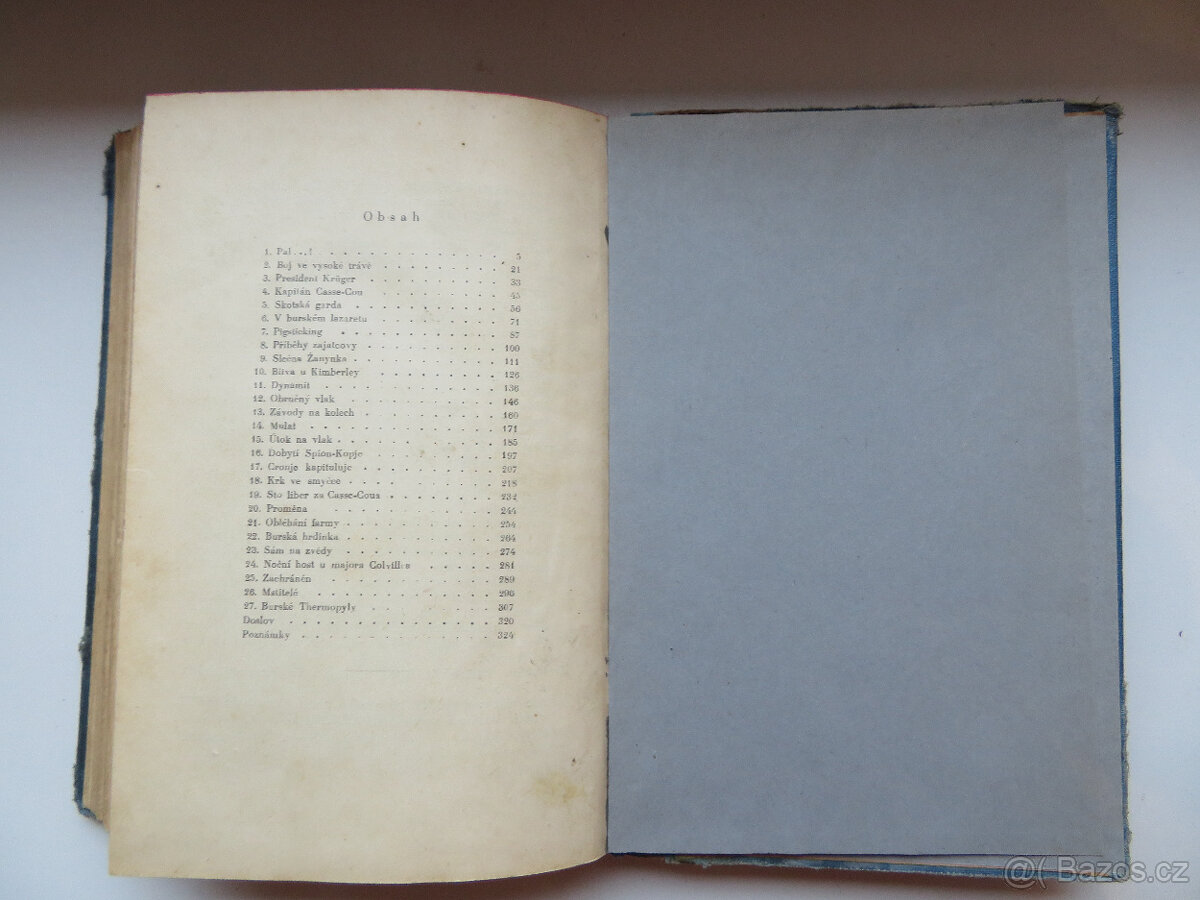 Obsah
1. Pal . . ! 5
2. Boj ve vysoké trávě 21
3. President Krüger 33
4. Kapitán Casse-Cou 45
5. Skotská garda 56
6. V burském lazaretu 71
7. Pigsticking 87
8. Příběhy zajatcovy 100
9. Slečna Žanynka 111
10. Bitva u Kimberley 126
11. Dynamit 136
12. Obrněný vlak 146
13. Závody na kolech 160
14. Mulat 171
15. Útok na vlak 185
16. Dobytí Spion-Kopje 197
17. Cronje kapituluje 207
18. Krk ve smyčce 218
19. Sto liber za Casse-Coua 232
20. Proměna 244
21. Obléhání farmy 254
22. Burská hrdinka 264
23. Sám na zvědy 274
24. Noční host u majora Colvillea 281
25. Zachráněn 289
26. Mstitelé 296
27. Burské Thermopyly 307
Doslov 320
Poznámky 324
@( Bazos.cz